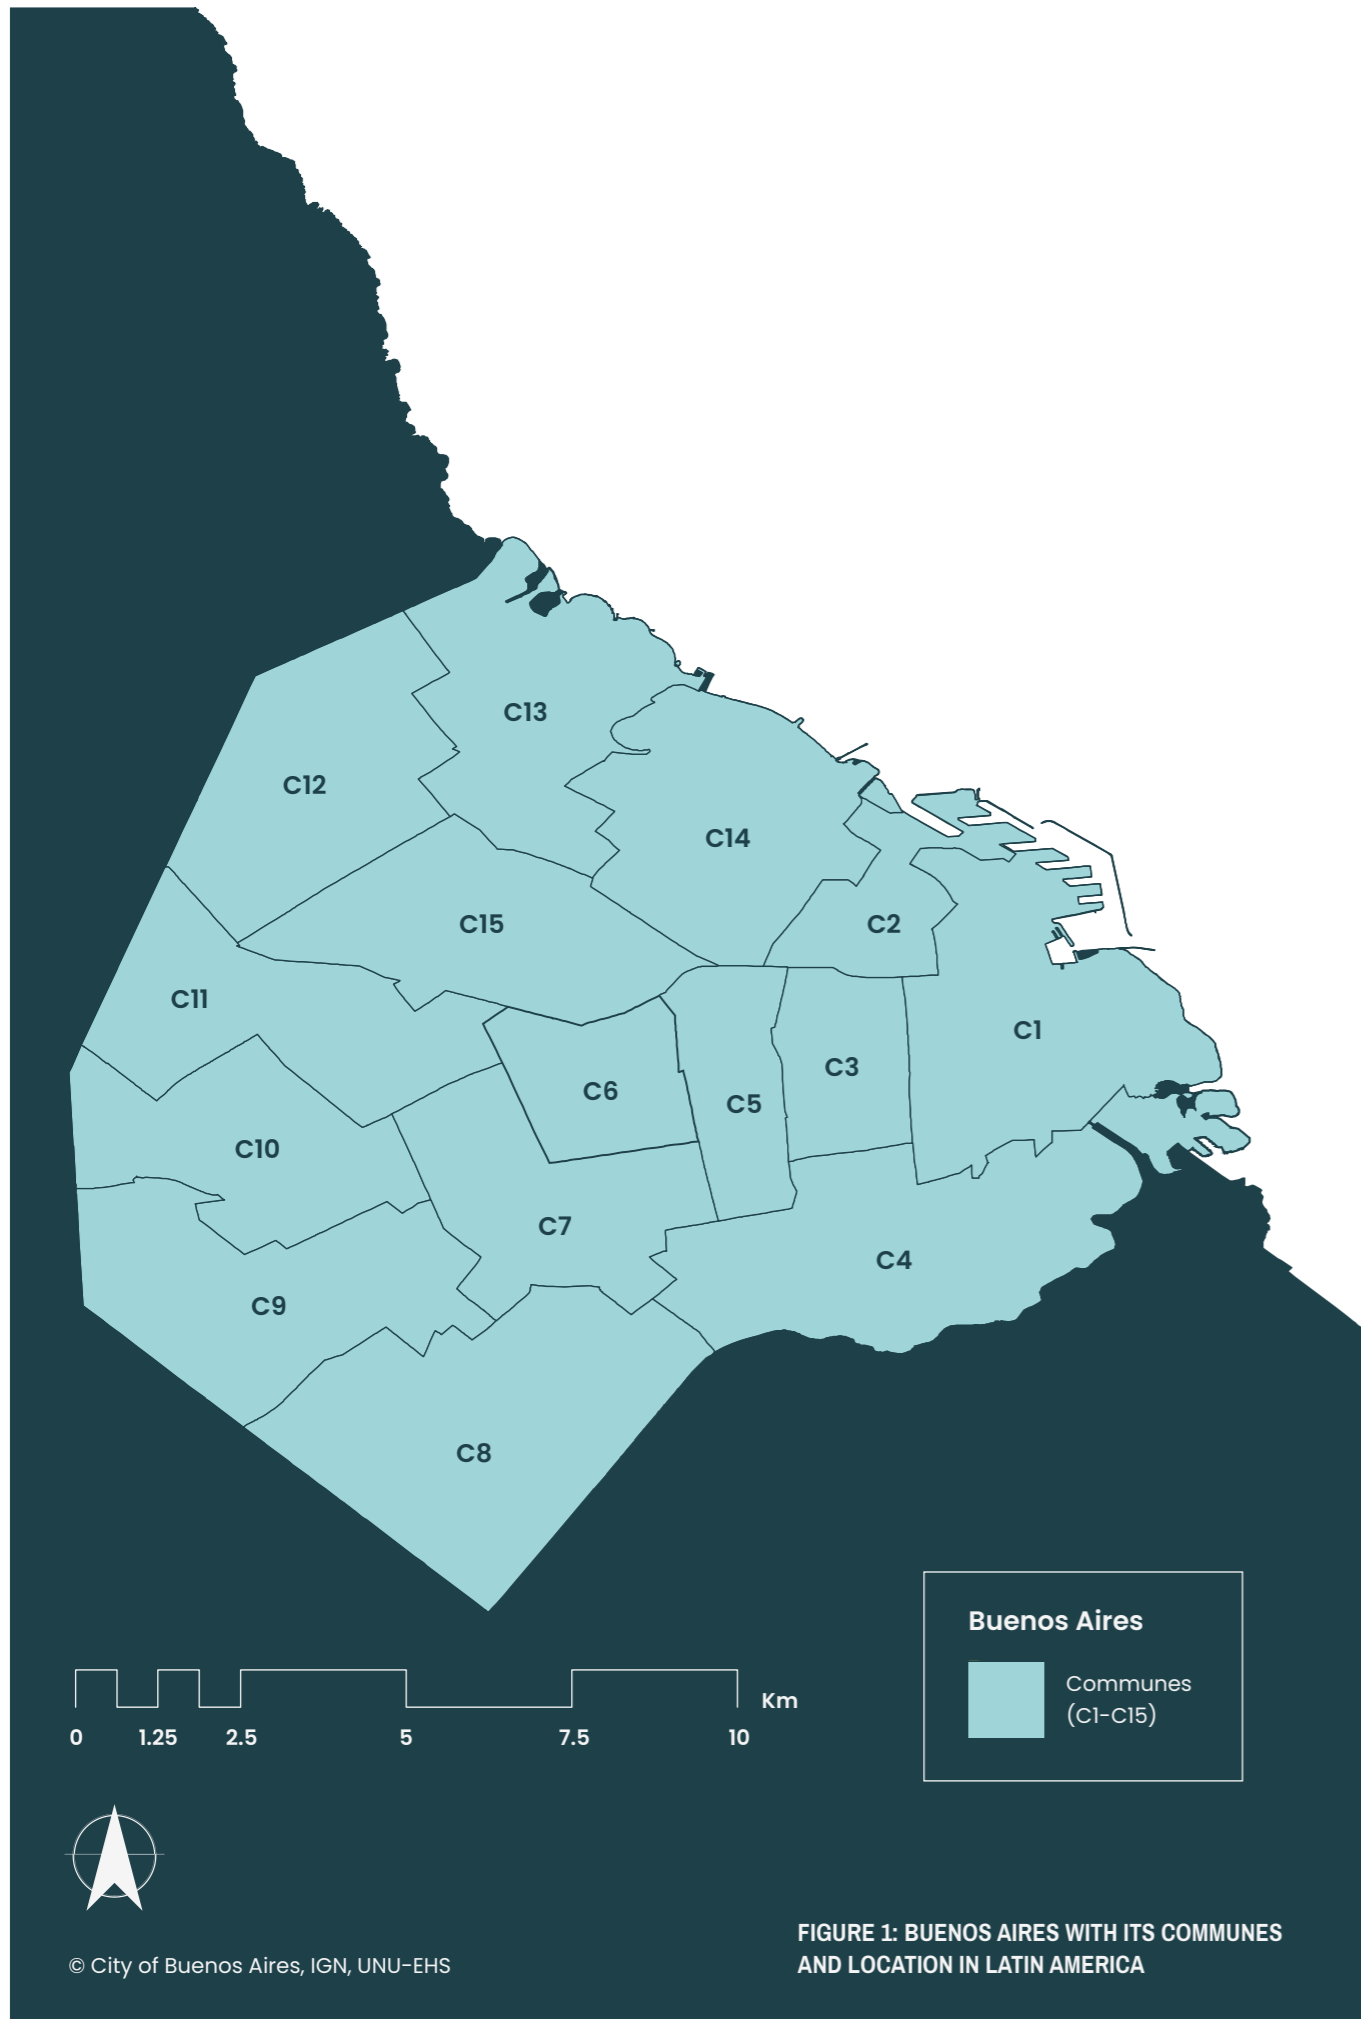 C13
C12
C14
C15
C2
C11
C1
C3
C6
C5
C10
C7
C4
C9
C8
Buenos Aires
Communes
(C1-C15)
Km
0 1.25 2.5 5 7.5 10
FIGURE 1: BUENOS AIRES WITH ITS COMMUNES
AND LOCATION IN LATIN AMERICA
© City of Buenos Aires, IGN, UNU-EHS